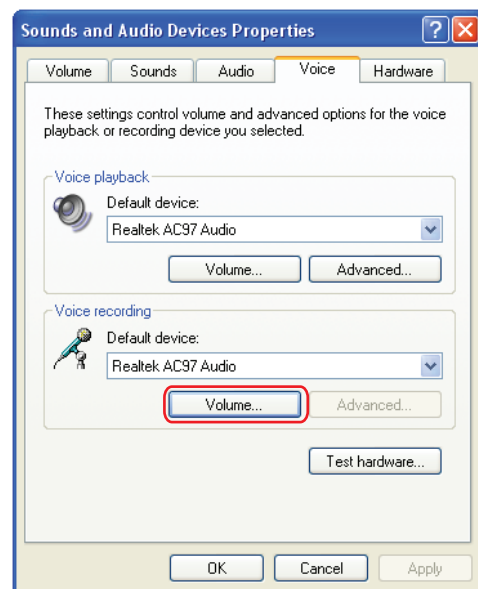 Sounds and Audio Devices Properties
Volume Sounds Audio Voice Hardware
These settings control volume and advanced options for the voice
playback or recording device you selected.
Voice playback
Default device:
Realtek AC97 Audio
Volume... Advanced...
Voice recording
Default device:
Realtek AC97 Audio
Volume... Advanced...
Test hardware...
OK Cancel Apply